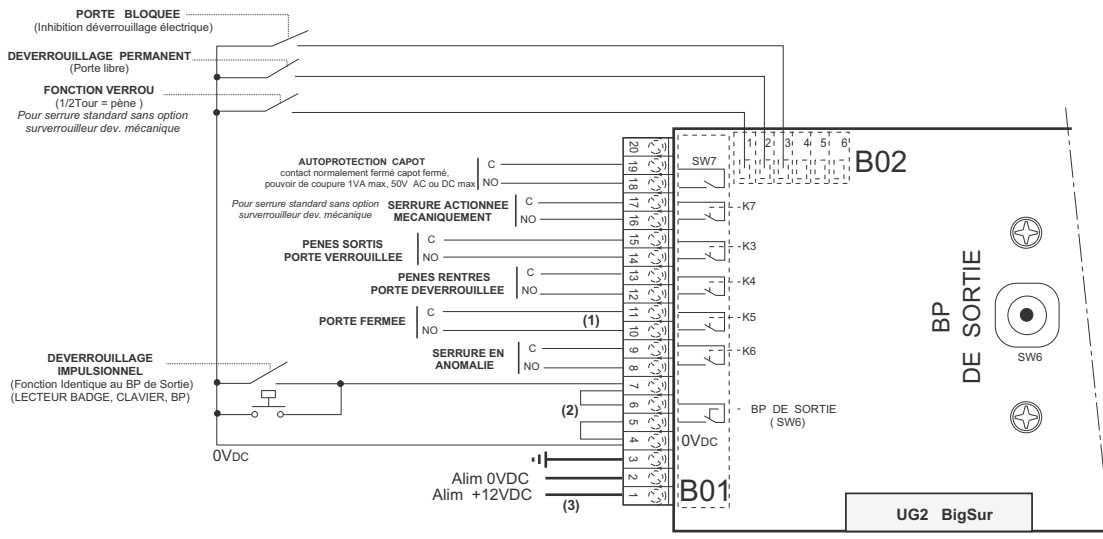 PORTE BLOQUEE
(Inhibition déverrouillage électrique)
DEVERROUILLAGE PERMANENT
(Porte libre)
FONCTION VERROU
(1/2Tour = pène )
Pour serrure standard sans option
surverrouilleur dev. mécanique
AUTOPROTECTION CAPOT
contact normalement fermé capot fermé,
pouvoir de coupure 1VA max, 50V AC ou DC max
C
NO
Pour serrure standard sans option
surverrouilleur dev. mécanique
SERRURE ACTIONNEE
MECANIQUEMENT
C
NO
PENES SORTIS
PORTE VERROUILLEE
C
NO
PENES RENTRES
PORTE DEVERROUILLEE
C
NO
PORTE FERMEE
C
NO
(1)
SERRURE EN
ANOMALIE
C
NO
DEVERROUILLAGE
IMPULSIONNEL
(Fonction Identique au BP de Sortie)
(LECTEUR BADGE, CLAVIER, BP)
(2)
0VDC
Alim 0VDC
Alim +12VDC
(3)
20
19
18
17
16
15
14
13
12
11
10
9
8
7
6
5
4
3
2
1
SW7
K7
K3
K4
K5
K6
BP DE SORTIE
( SW6)
0VDC
B01
1 2 3 4 5 6
B02
BP
DE SORTIE
SW6
UG2 BigSur